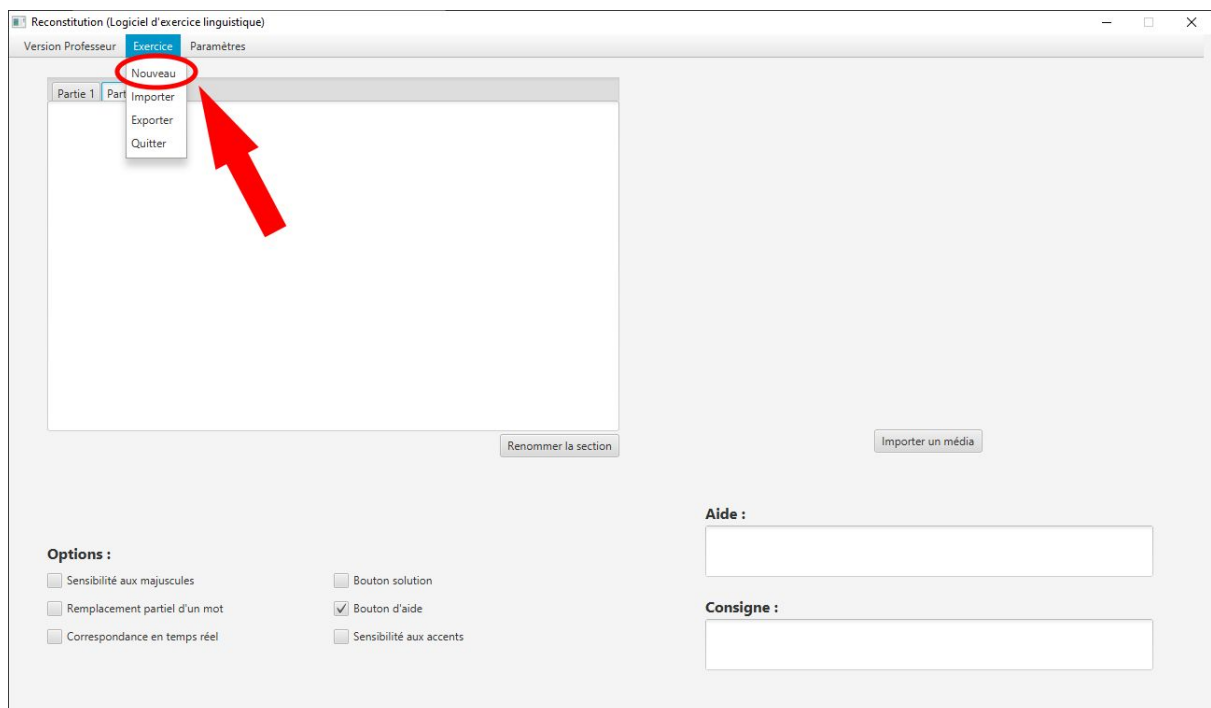 Reconstitution (Logiciel d'exercice linguistique)
Version Professeur Exercice Paramètres
Nouveau
Importer
Exporter
Quitter
Partie 1 Part
Renommer la section
Importer un média
Aide :
Options :
Sensibilité aux majuscules Bouton solution
Remplacement partiel d'un mot Bouton d'aide
Correspondance en temps réel Sensibilité aux accents
Consigne :